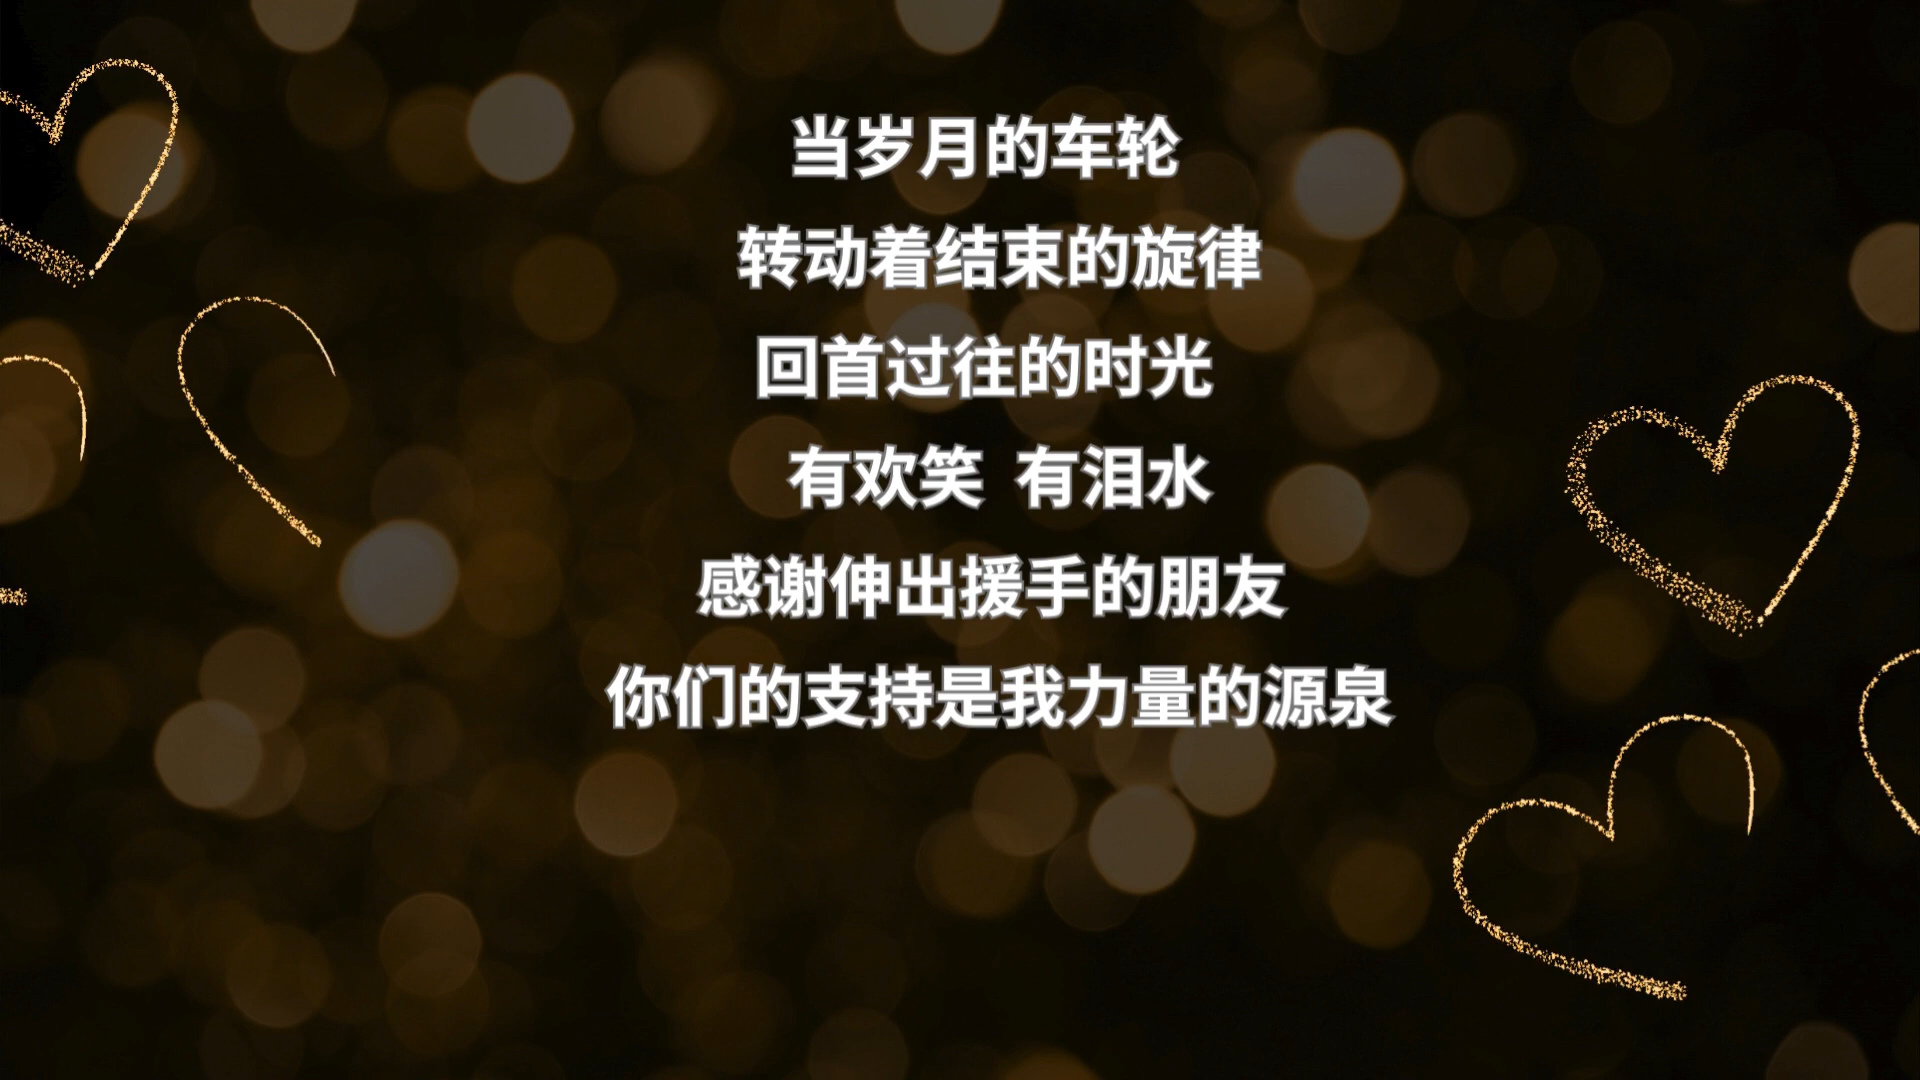 当岁月的车轮
转动着结束的旋律
回首过往的时光
有欢笑 有泪水
感谢伸出援手的朋友
你们的支持是我力量的源泉